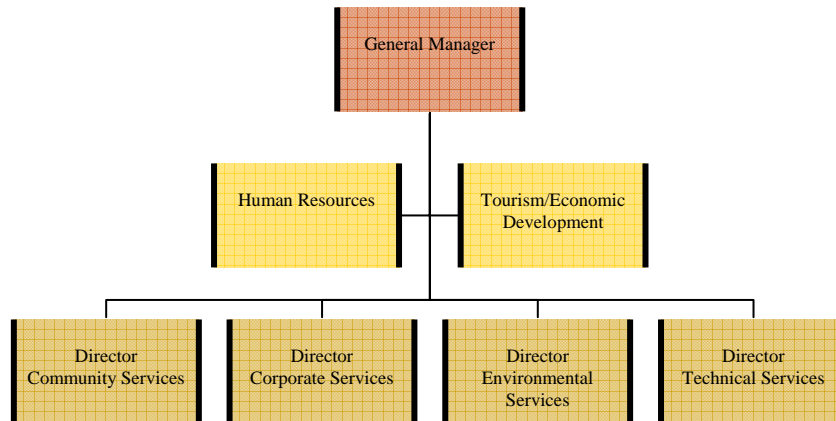 General Manager
Human Resources
Tourism/Economic
Development
Director
Community Services
Director
Corporate Services
Director
Environmental
Services
Director
Technical Services